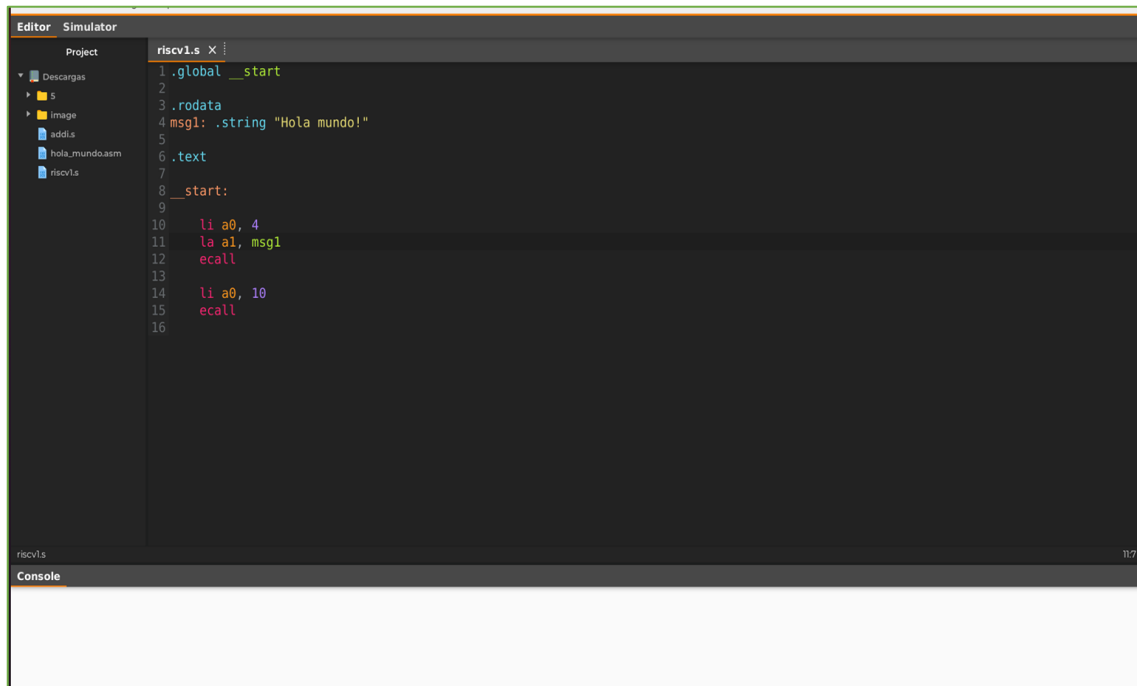 Editor Simulator
Project
riscv1.s ×
Descargas
5
image
addi.s
hola_mundo.asm
riscv1.s
1 .global __start
2
3 .rodata
4 msg1: .string "Hola mundo!"
5
6 .text
7
8 __start:
9
10 li a0, 4
11 la a1, msg1
12 ecall
13
14 li a0, 10
15 ecall
16
riscv1.s 11:7
Console